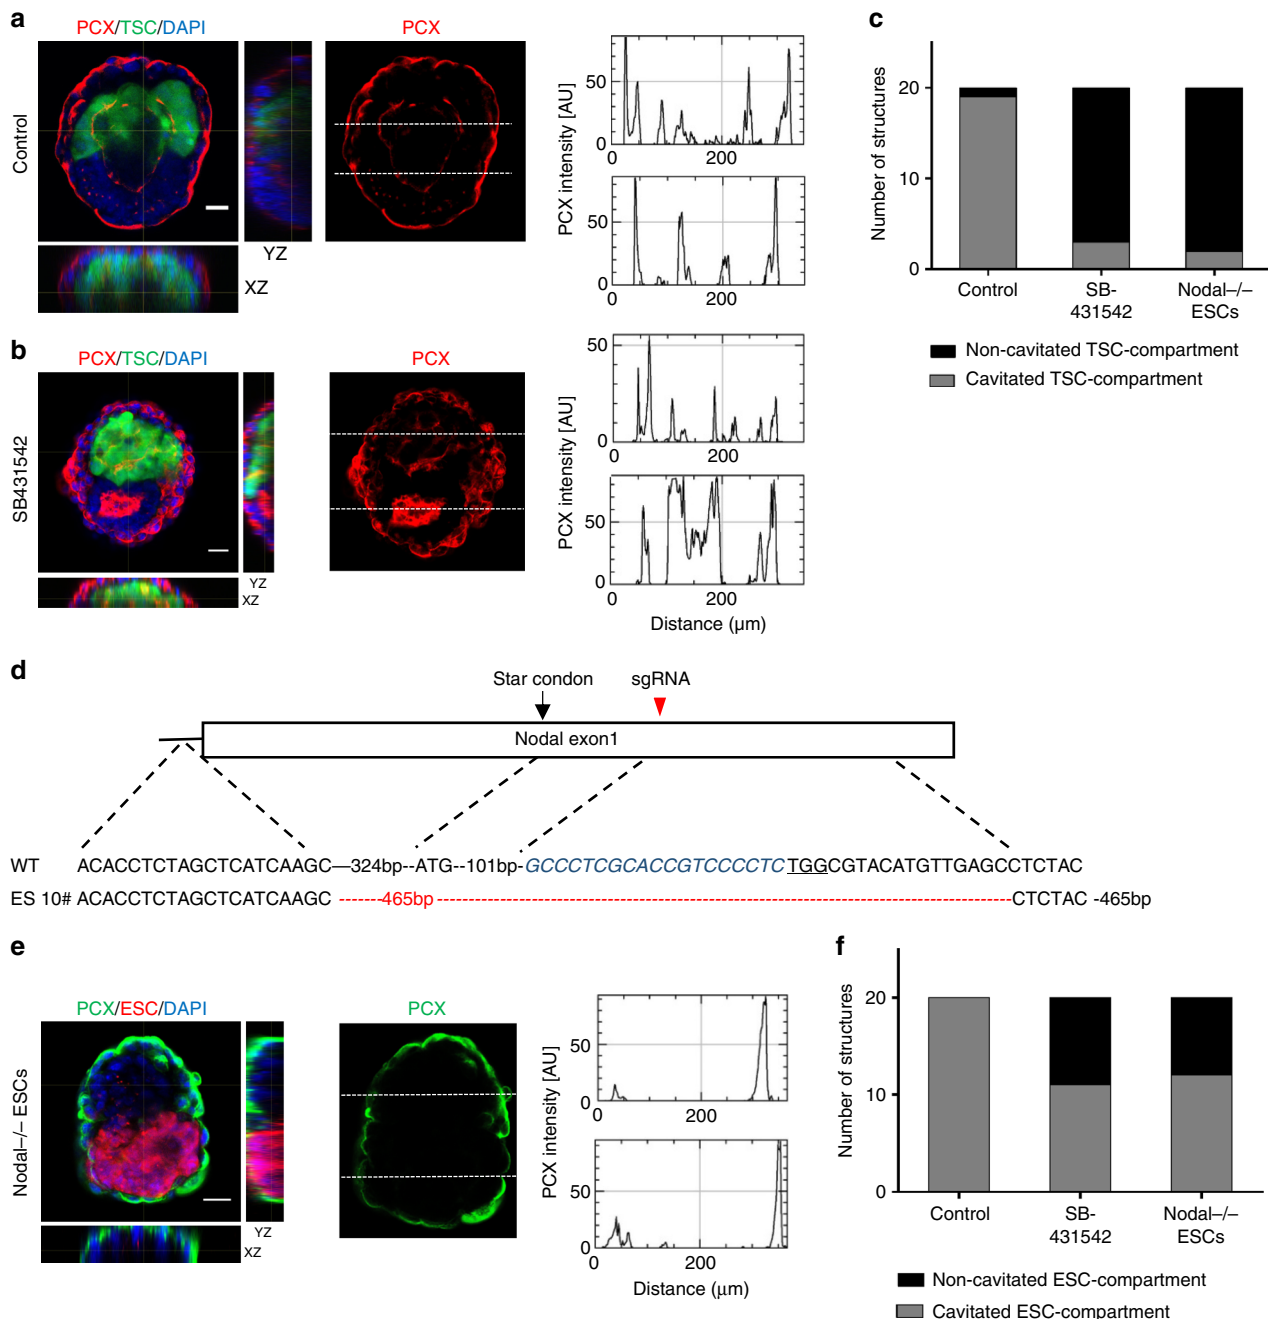 a
PCX/TSC/DAPI
PCX
Control
YZ
XZ
PCX intensity [AU]
50
0
0
200
50
0
0
200
c
Number of structures
20
10
0
Control
SB-
431542
Nodal–/–
ESCs
Non-cavitated TSC-compartment
Cavitated TSC-compartment
b
PCX/TSC/DAPI
PCX
SB431542
YZ
XZ
PCX intensity [AU]
50
0
0
200
50
0
0
200
Distance (µm)
d
Star condon
sgRNA
Nodal exon1
WT ACACCTCTAGCTCATCAAGC—324bp--ATG--101bp-GCCCTCGCACCGTCCCCTCTGGCGTACATGTTGAGCCTCTAC
ES 10# ACACCTCTAGCTCATCAAGC -------465bp------------------------------------------------CTCTAC -465bp
e
PCX/ESC/DAPI
PCX
Nodal–/– ESCs
YZ
XZ
PCX intensity [AU]
50
0
0
200
50
0
0
200
Distance (µm)
f
Number of structures
20
10
0
Control
SB-
431542
Nodal–/–
ESCs
Non-cavitated ESC-compartment
Cavitated ESC-compartment